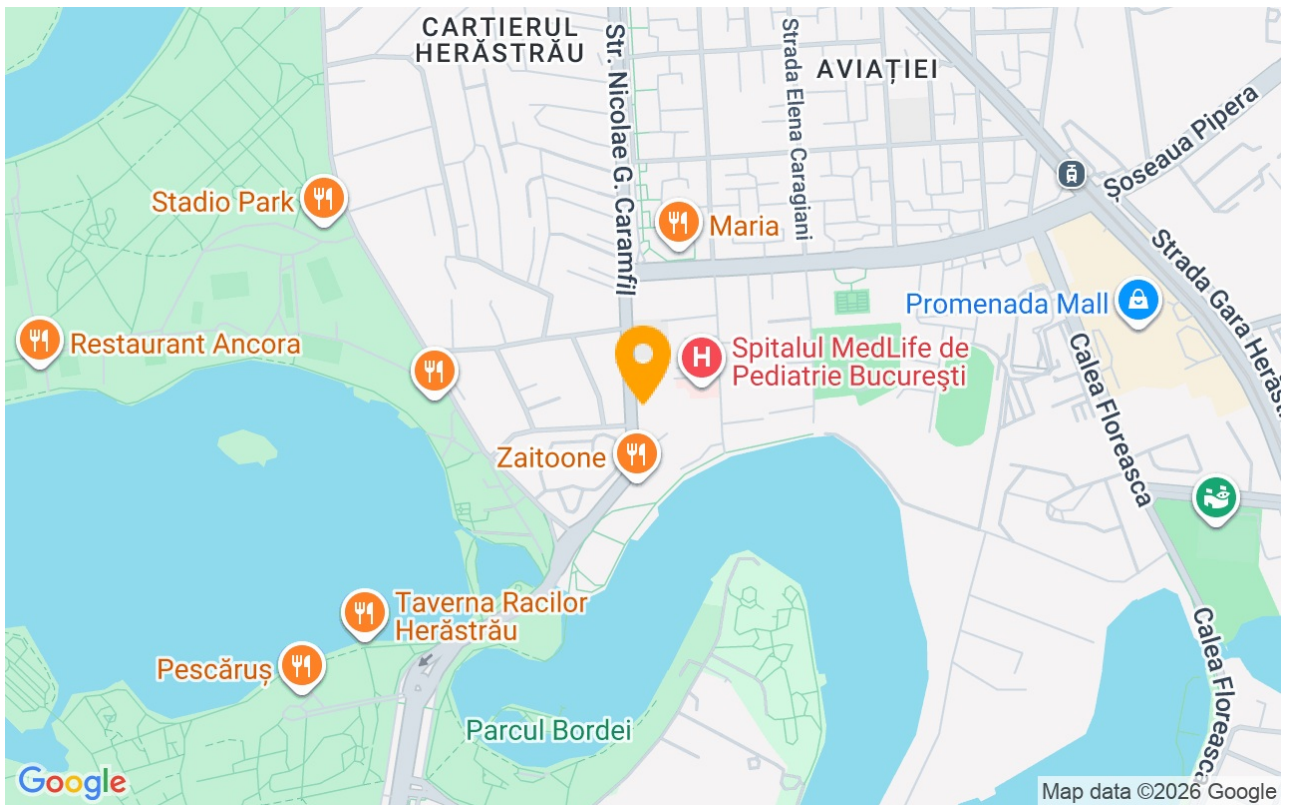 CARTIERUL
HERĂSTRĂU
Str. Nicolae G. Caramfil
Strada Elena Caragiani
AVIAȚIEI
Șoseaua Pipera
Stadio Park
Maria
Strada Gara Herăst
Promenada Mall
Restaurant Ancora
Spitalul MedLife de
Pediatrie Bucureşti
Calea Floreasca
Zaitoone
Taverna Racilor
Herăstrău
Pescăruș
Calea Floreasca
Parcul Bordei
Google
Map data ©2026 Google